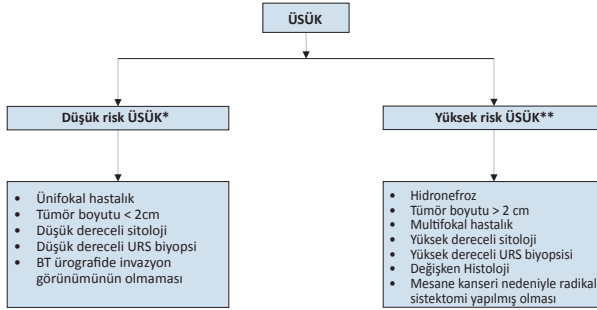 ÜSÜK
Düşük risk ÜSÜK*
Yüksek risk ÜSÜK**
• Ünifokal hastalık
• Tümör boyutu < 2cm
• Düşük dereceli sitoloji
• Düşük dereceli URS biyopsi
• BT ürografide invazyon
görünümünün olmaması
• Hidronefroz
• Tümör boyutu > 2 cm
• Multifokal hastalık
• Yüksek dereceli sitoloji
• Yüksek dereceli URS biyopsisi
• Değişken Histoloji
• Mesane kanseri nedeniyle radikal
sistektomi yapılmış olması